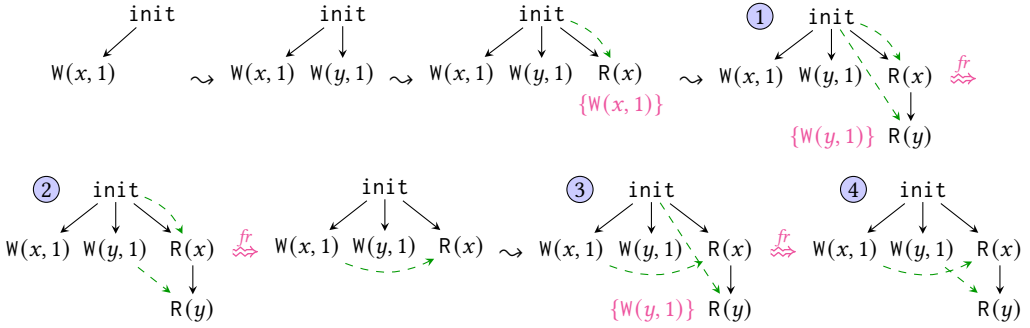 init init init 1 init
W(x, 1) ⤳ W(x, 1) W(y, 1) ⤳ W(x, 1) W(y, 1) R(x) ⤳ W(x, 1) W(y, 1) R(x) fr
{W(x, 1)}
{W(y, 1)} R(y)
2 init init 3 init 4 init
W(x, 1) W(y, 1) R(x) fr W(x, 1) W(y, 1) R(x) ⤳ W(x, 1) W(y, 1) R(x) fr W(x, 1) W(y, 1) R(x)
R(y) {W(y, 1)} R(y) R(y)